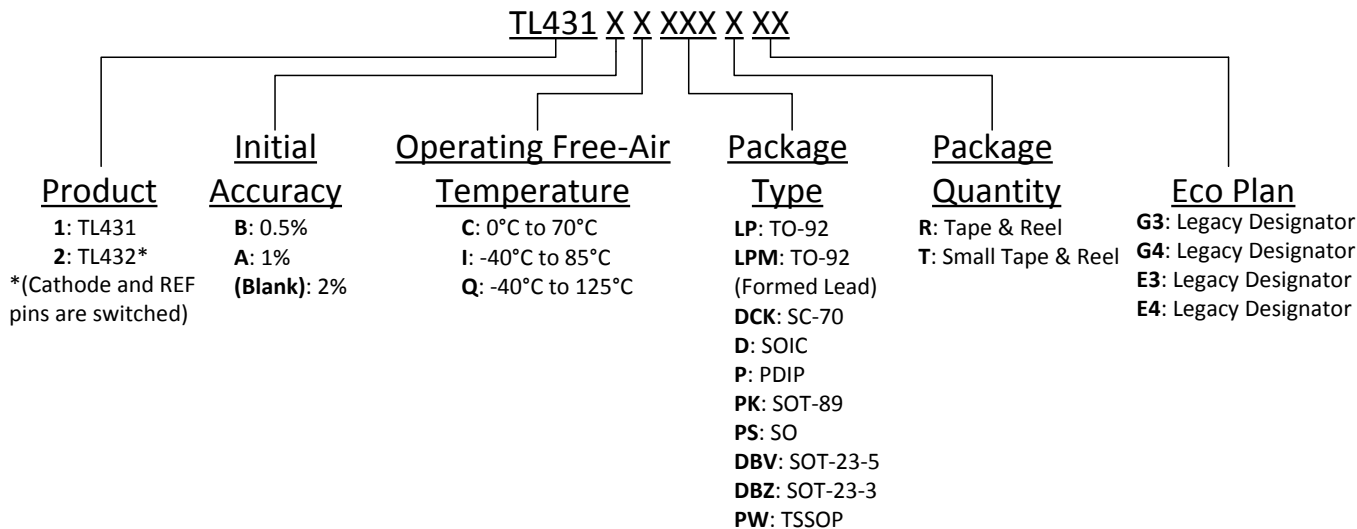 TL431 X X XXX X XX
Product
1: TL431
2: TL432*
*(Cathode and REF
pins are switched)
Initial
Accuracy
B: 0.5%
A: 1%
(Blank): 2%
Operating Free-Air
Temperature
C: 0°C to 70°C
I: -40°C to 85°C
Q: -40°C to 125°C
Package
Type
LP: TO-92
LPM: TO-92
(Formed Lead)
DCK: SC-70
D: SOIC
P: PDIP
PK: SOT-89
PS: SO
DBV: SOT-23-5
DBZ: SOT-23-3
PW: TSSOP
Package
Quantity
R: Tape & Reel
T: Small Tape & Reel
Eco Plan
G3: Legacy Designator
G4: Legacy Designator
E3: Legacy Designator
E4: Legacy Designator